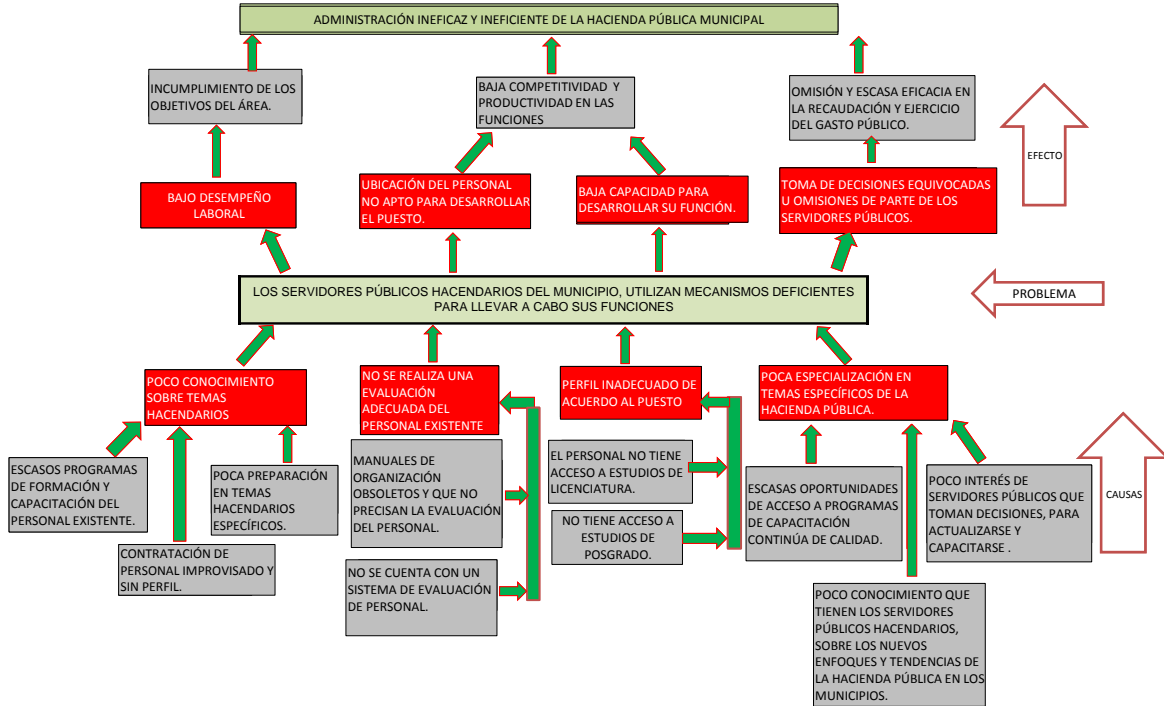 ADMINISTRACIÓN INEFICAZ Y INEFICIENTE DE LA HACIENDA PÚBLICA MUNICIPAL
INCUMPLIMIENTO DE LOS
OBJETIVOS DEL ÁREA.
BAJA COMPETITIVIDAD Y
PRODUCTIVIDAD EN LAS
FUNCIONES
OMISIÓN Y ESCASA EFICACIA EN
LA RECAUDACIÓN Y EJERCICIO
DEL GASTO PÚBLICO.
EFECTO
BAJO DESEMPEÑO
LABORAL
UBICACIÓN DEL PERSONAL
NO APTO PARA DESARROLLAR
EL PUESTO.
BAJA CAPACIDAD PARA
DESARROLLAR SU FUNCIÓN.
TOMA DE DECISIONES EQUIVOCADAS
U OMISIONES DE PARTE DE LOS
SERVIDORES PÚBLICOS.
LOS SERVIDORES PÚBLICOS HACENDARIOS DEL MUNICIPIO, UTILIZAN MECANISMOS DEFICIENTES
PARA LLEVAR A CABO SUS FUNCIONES
PROBLEMA
POCO CONOCIMIENTO
SOBRE TEMAS
HACENDARIOS
NO SE REALIZA UNA
EVALUACIÓN
ADECUADA DEL
PERSONAL EXISTENTE
PERFIL INADECUADO DE
ACUERDO AL PUESTO
POCA ESPECIALIZACIÓN EN
TEMAS ESPECÍFICOS DE LA
HACIENDA PÚBLICA.
ESCASOS PROGRAMAS
DE FORMACIÓN Y
CAPACITACIÓN DEL
PERSONAL EXISTENTE.
POCA PREPARACIÓN
EN TEMAS
HACENDARIOS
ESPECÍFICOS.
MANUALES DE
ORGANIZACIÓN
OBSOLETOS Y QUE NO
PRECISAN LA EVALUACIÓN
DEL PERSONAL.
EL PERSONAL NO TIENE
ACCESO A ESTUDIOS DE
LICENCIATURA.
ESCASAS OPORTUNIDADES
DE ACCESO A PROGRAMAS
DE CAPACITACIÓN
CONTINÚA DE CALIDAD.
POCO INTERÉS DE
SERVIDORES PÚBLICOS QUE
TOMAN DECISIONES, PARA
ACTUALIZARSE Y
CAPACITARSE .
CAUSAS
CONTRATACIÓN DE
PERSONAL IMPROVISADO Y
SIN PERFIL.
NO SE CUENTA CON UN
SISTEMA DE EVALUACIÓN
DE PERSONAL.
NO TIENE ACCESO A
ESTUDIOS DE
POSGRADO.
POCO CONOCIMIENTO QUE
TIENEN LOS SERVIDORES
PÚBLICOS HACENDARIOS,
SOBRE LOS NUEVOS
ENFOQUES Y TENDENCIAS DE
LA HACIENDA PÚBLICA EN LOS
MUNICIPIOS.